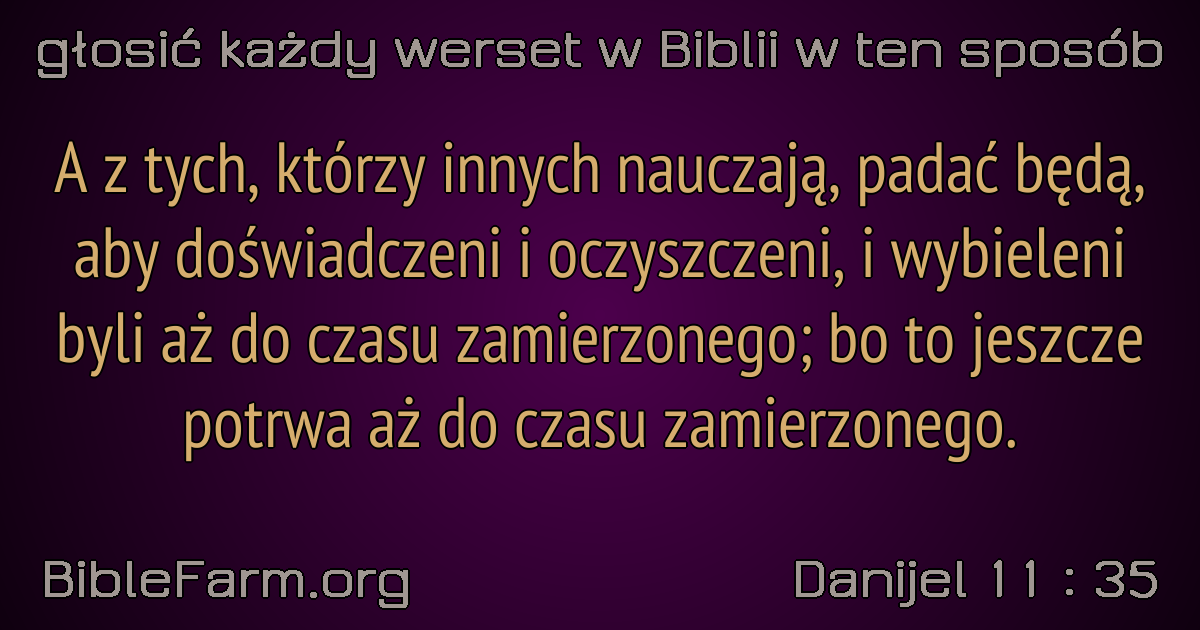 głosić każdy werset w Biblii w ten sposób
A z tych, którzy innych nauczają, padać będą,
aby doświadczeni i oczyszczeni, i wybieleni
byli aż do czasu zamierzonego; bo to jeszcze
potrwa aż do czasu zamierzonego.
BibleFarm.org
Danijel 11 : 35